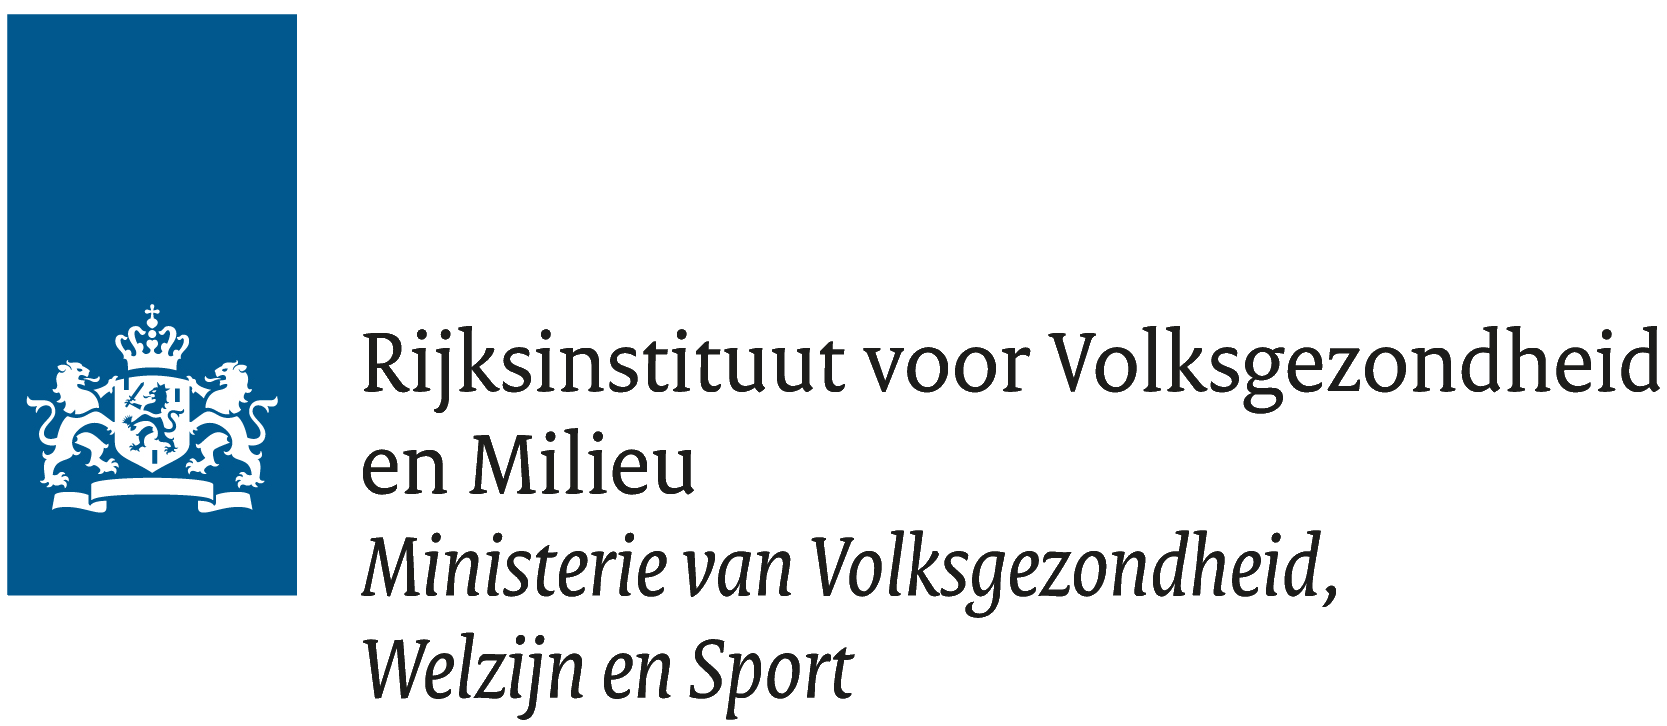 Rijksinstituut voor Volksgezondheid
en Milieu
Ministerie van Volksgezondheid,
Welzijn en Sport